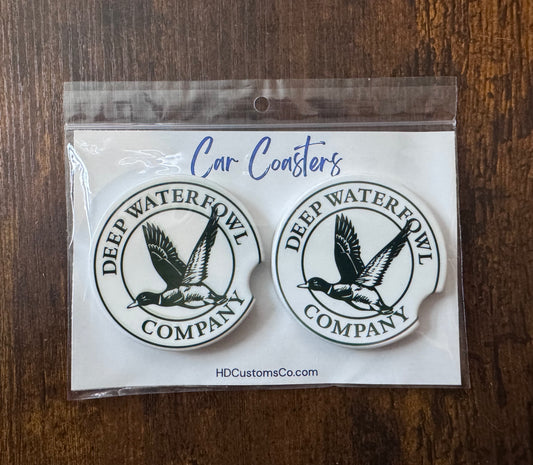 Car Coasters
DEEP WATERFOWL
COMPANY
DEEP WATERFOWL
COMPANY
HDCustomsCo.com